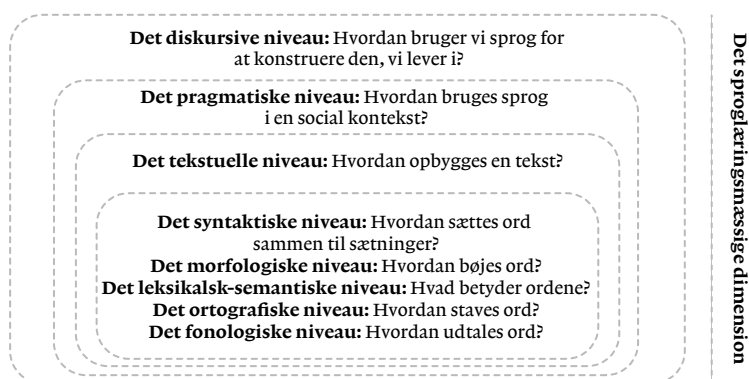 Det diskursive niveau: Hvordan bruger vi sprog for
at konstruere den, vi lever i?
Det pragmatiske niveau: Hvordan bruges sprog
i en social kontekst?
Det tekstuelle niveau: Hvordan opbygges en tekst?
Det syntaktiske niveau: Hvordan sættes ord
sammen til sætninger?
Det morfologiske niveau: Hvordan bøjes ord?
Det leksikalsk-semantiske niveau: Hvad betyder ordene?
Det ortografiske niveau: Hvordan staves ord?
Det fonologiske niveau: Hvordan udtales ord?
Det sproglæringsmæssige dimension